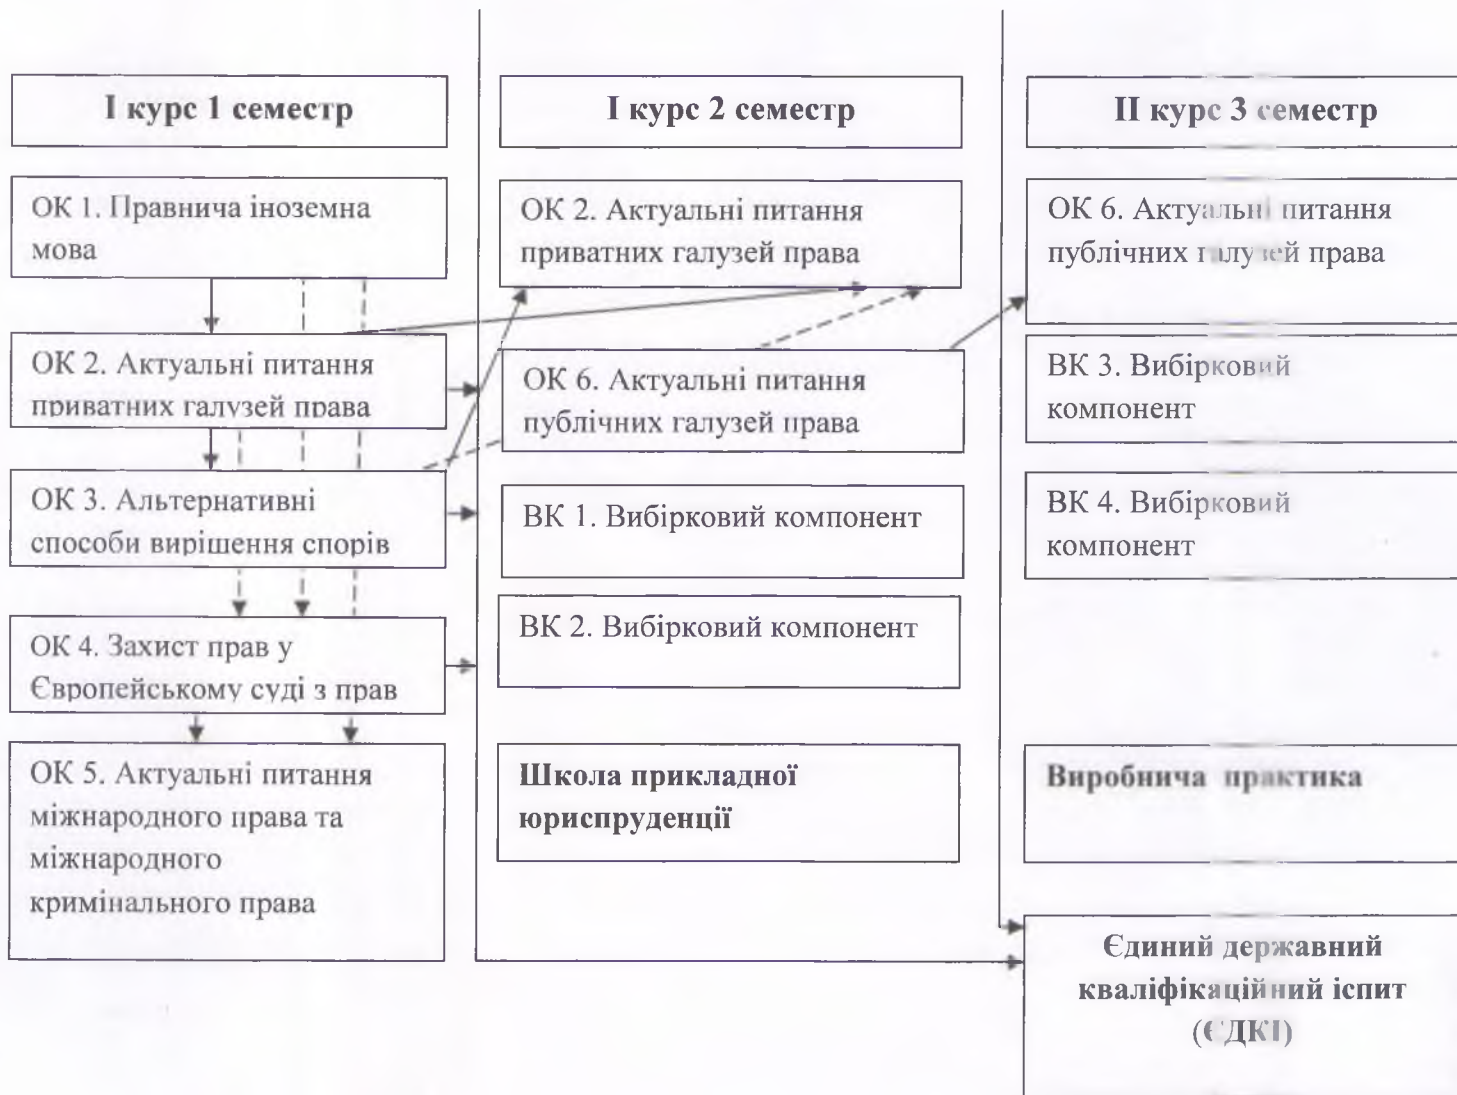 І курс 1 семестр
ОК 1. Правнича іноземна
мова
ОК 2. Актуальні питання
приватних галузей права
ОК 3. Альтернативні
способи вирішення спорів
ОК 4. Захист прав у
Європейському суді з прав
ОК 5. Актуальні питання
міжнародного права та
міжнародного
кримінального права
І курс 2 семестр
ОК 2. Актуальні питання
приватних галузей права
ОК 6. Актуальні питання
публічних галузей права
ВК 1. Вибірковий компонент
ВК 2. Вибірковий компонент
Школа прикладної
юриспруденції
ІІ курс 3 семестр
ОК 6. Актуальні питання
публічних галузей права
ВК 3. Вибірковий
компонент
ВК 4. Вибірковий
компонент
Виробнича практика
Єдиний державний
кваліфікаційний іспит
(ЄДКІ)